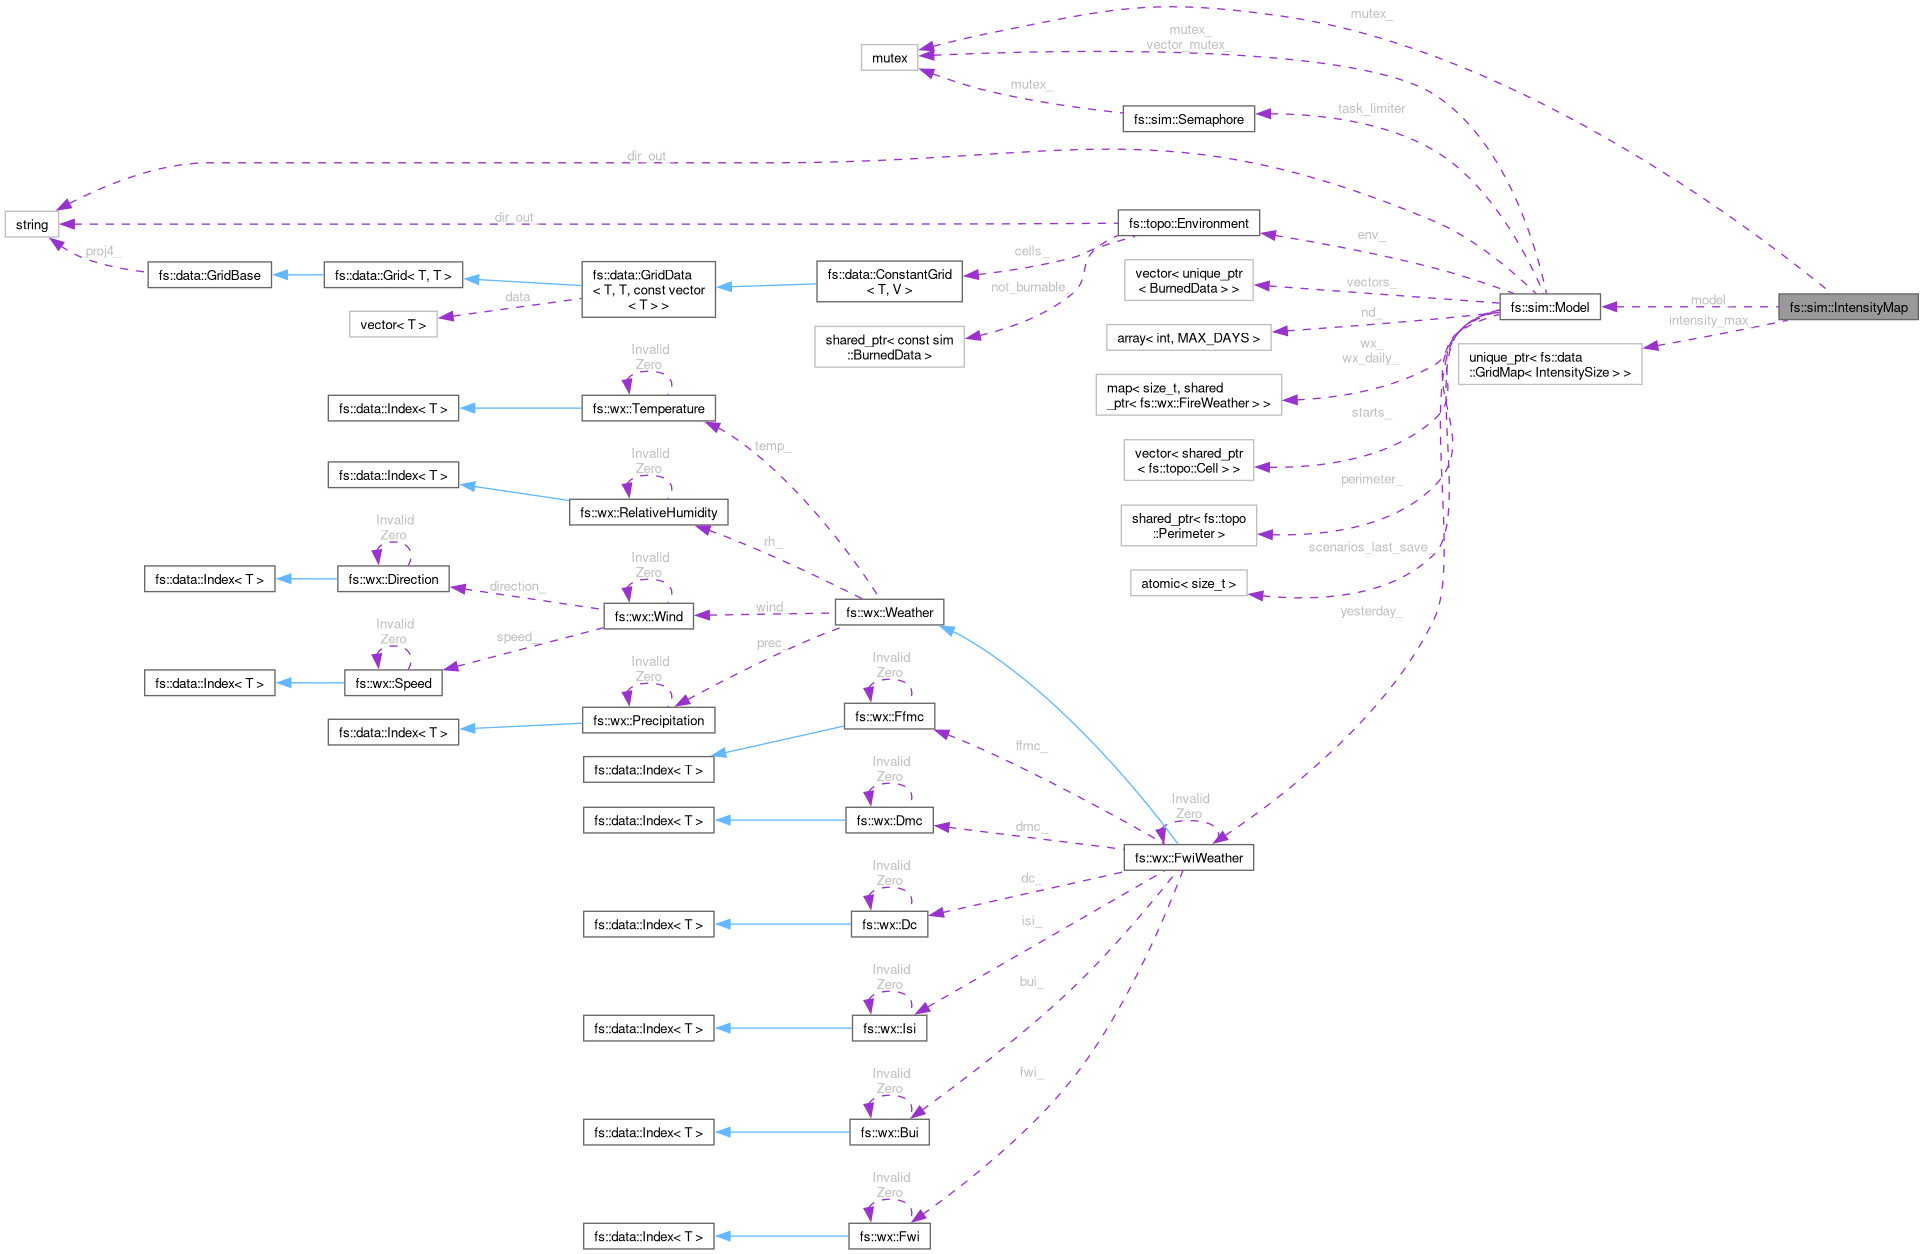 mutex_
mutex_
vector_mutex_
mutex
mutex_
task_limiter
fs::sim::Semaphore
dir_out_
string
dir_out_
fs::topo::Environment
env_
proj4_
fs::data::GridBase
fs::data::Grid< T, T >
fs::data::GridData
< T, T, const vector
< T > >
fs::data::ConstantGrid
< T, V >
cells_
not_burnable_
vector< unique_ptr
< BurnedData > >
vectors_
fs::sim::Model
model_
fs::sim::IntensityMap
data
vector< T >
shared_ptr< const sim
::BurnedData >
array< int, MAX_DAYS >
nd_
intensity_max_
unique_ptr< fs::data
::GridMap< IntensitySize > >
wx_
wx_daily_
map< size_t, shared
_ptr< fs::wx::FireWeather > >
Invalid
Zero
fs::data::Index< T >
fs::wx::Temperature
temp_
starts_
vector< shared_ptr
< fs::topo::Cell > >
Invalid
Zero
fs::data::Index< T >
fs::wx::RelativeHumidity
rh_
perimeter_
shared_ptr< fs::topo
::Perimeter >
Invalid
Zero
fs::data::Index< T >
fs::wx::Direction
direction_
Invalid
Zero
fs::wx::Wind
wind_
fs::wx::Weather
scenarios_last_save_
atomic< size_t >
yesterday_
Invalid
Zero
speed_
fs::data::Index< T >
fs::wx::Speed
prec_
Invalid
Zero
fs::data::Index< T >
fs::wx::Precipitation
Invalid
Zero
fs::wx::Ffmc
ffmc_
fs::data::Index< T >
Invalid
Zero
fs::data::Index< T >
fs::wx::Dmc
dmc_
Invalid
Zero
fs::wx::FwiWeather
Invalid
Zero
dc_
fs::data::Index< T >
fs::wx::Dc
isi_
Invalid
Zero
fs::data::Index< T >
fs::wx::Isi
bui_
Invalid
Zero
fs::data::Index< T >
fs::wx::Bui
fwi_
Invalid
Zero
fs::data::Index< T >
fs::wx::Fwi